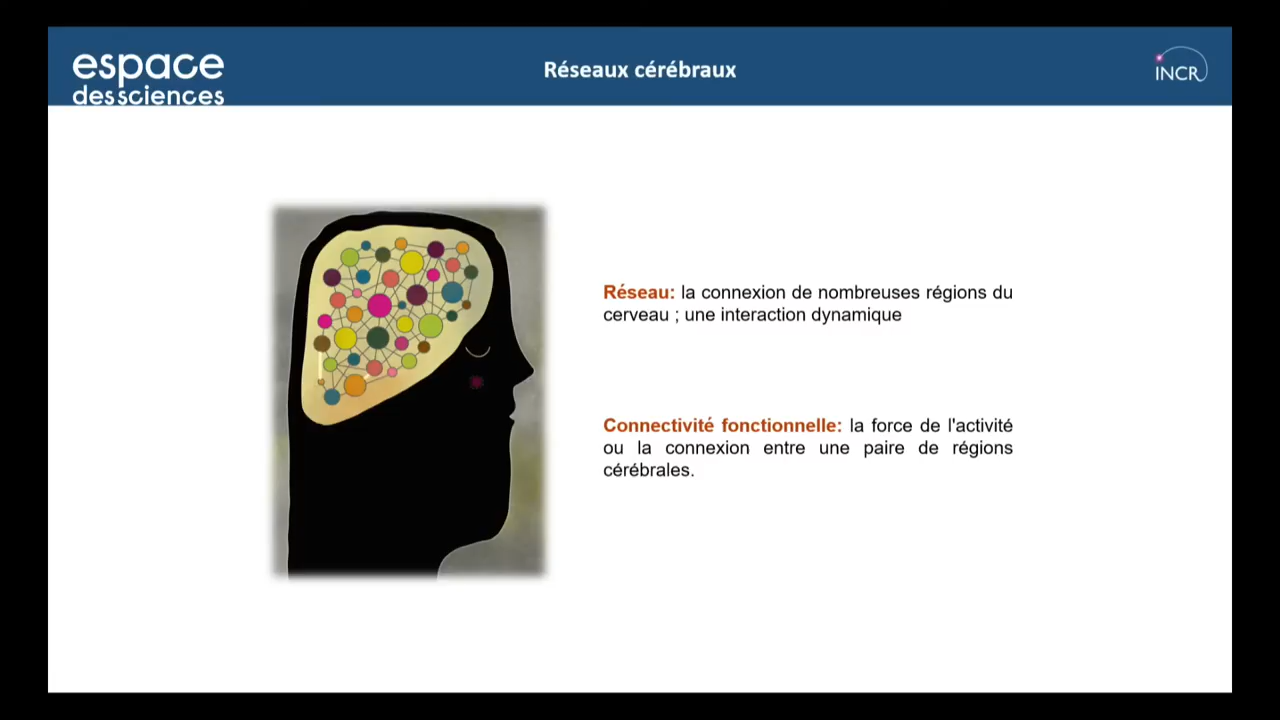 espace
des sciences
Réseaux cérébraux
INCR
Réseau: la connexion de nombreuses régions du
cerveau ; une interaction dynamique
Connectivité fonctionnelle: la force de l'activité
ou la connexion entre une paire de régions
cérébrales.